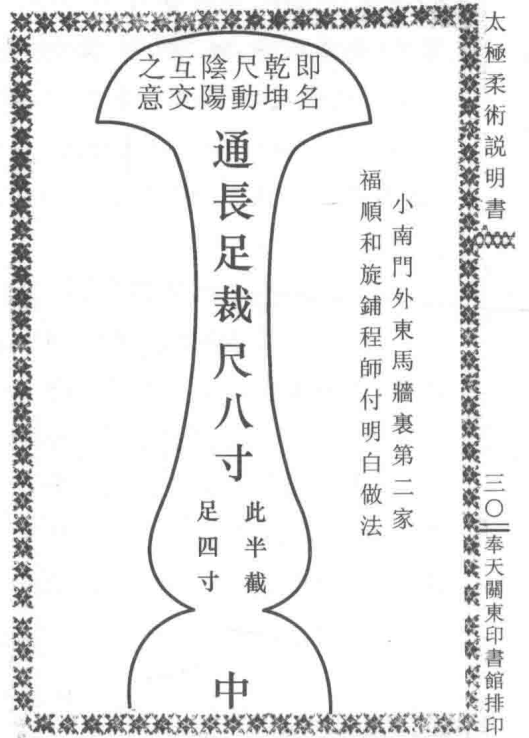 太極柔術説明書
三〇
奉天關東印書館排印
小南門外東馬牆裏第二家
福順和旋鋪程師付明白做法
即名
乾坤
尺動
陰陽
互交
之意
通長足裁尺八寸
此半截
足四寸
中